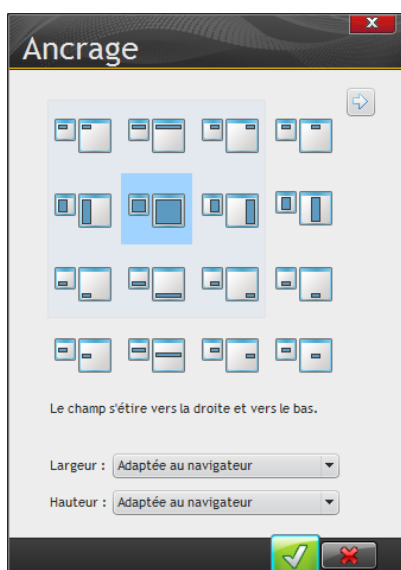 Ancrage
Le champ s'étire vers la droite et vers le bas.
Largeur : Adaptée au navigateur
Hauteur : Adaptée au navigateur